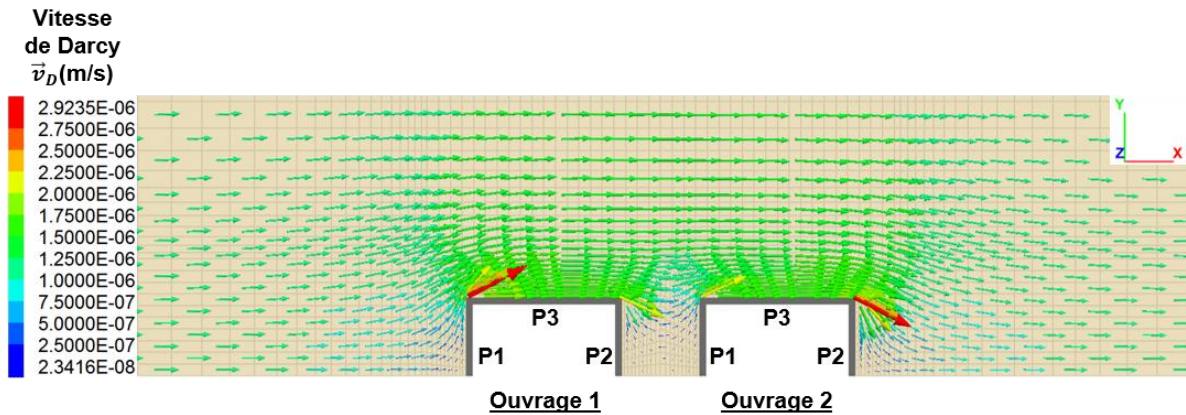 Vitesse
de Darcy
v⃗_D(m/s)
2.9235E-06
2.7500E-06
2.5000E-06
2.2500E-06
2.0000E-06
1.7500E-06
1.5000E-06
1.2500E-06
1.0000E-06
7.5000E-07
5.0000E-07
2.5000E-07
2.3416E-08
Y
Z X
P3 P3
P1 P2 P1 P2
Ouvrage 1 Ouvrage 2